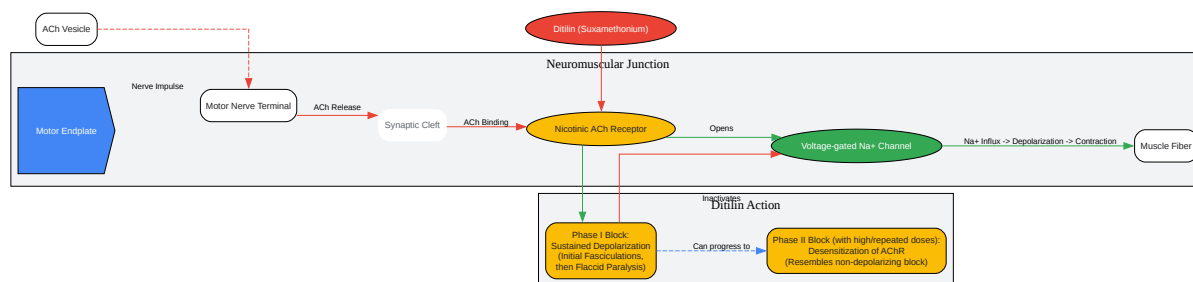 ACh Vesicle
Ditilin (Suxamethonium)
Neuromuscular Junction
Nerve Impulse
Motor Endplate
Motor Nerve Terminal
ACh Release
Synaptic Cleft
ACh Binding
Nicotinic ACh Receptor
Opens
Voltage-gated Na+ Channel
Na+ Influx -> Depolarization -> Contraction
Muscle Fiber
Inactivates
Ditilin Action
Phase I Block:
Sustained Depolarization
(Initial Fasciculations,
then Flaccid Paralysis)
Can progress to
Phase II Block (with high/repeated doses):
Desensitization of AChR
(Resembles non-depolarizing block)